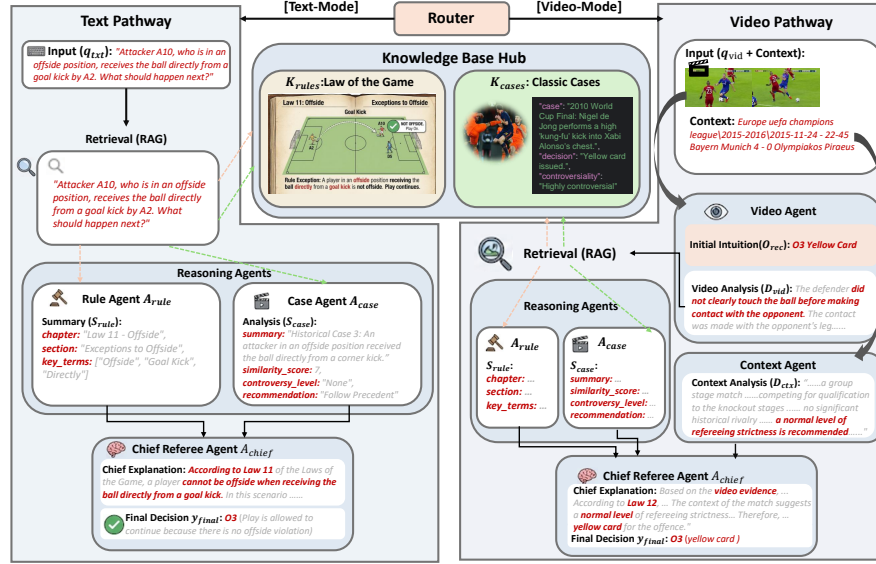 Text Pathway
[Text-Mode]
Router
[Video-Mode]
Video Pathway
Input (q_txt): "Attacker A10, who is in an
offside position, receives the ball directly from a
goal kick by A2. What should happen next?"
Retrieval (RAG)
"Attacker A10, who is in an offside
position, receives the ball directly
from a goal kick by A2. What
should happen next?"
Knowledge Base Hub
K_rules:Law of the Game
Law 11: Offside
Exceptions to Offside
Goal Kick
A10
NOT OFFSIDE,
Play On.
Rule Exception: A player in an offside position receiving the
ball directly from a goal kick is not offside. Play continues.
K_cases: Classic Cases
"case": "2010 World
Cup Final: Nigel de
Jong performs a high
'kung-fu' kick into Xabi
Alonso's chest.",
"decision": "Yellow card
issued.",
"controversiality":
"Highly controversial"
Input (q_vid + Context):
Context: Europe uefa champions
league\2015-2016\2015-11-24 - 22-45
Bayern Munich 4 - 0 Olympiakos Piraeus
Reasoning Agents
Rule Agent A_rule
Summary (S_rule):
chapter: "Law 11 - Offside",
section: "Exceptions to Offside",
key_terms: ["Offside", "Goal Kick",
"Directly"]
Case Agent A_case
Analysis (S_case):
summary: "Historical Case 3: An
attacker in an offside position received
the ball directly from a corner kick."
similarity_score: 7,
controversy_level: "None",
recommendation: "Follow Precedent"
Chief Referee Agent A_chief
Chief Explanation: According to Law 11 of the Laws of
the Game, a player cannot be offside when receiving the
ball directly from a goal kick. In this scenario ......
Final Decision y_final: O3 (Play is allowed to
continue because there is no offside violation)
Video Agent
Initial Intuition(O_rec): O3 Yellow Card
Video Analysis (D_vid): The defender did
not clearly touch the ball before making
contact with the opponent. The contact
was made with the opponent's leg......
Retrieval (RAG)
Reasoning Agents
A_rule
S_rule:
chapter: ...
section: ...
key_terms: ...
A_case
S_case:
summary: ...
similarity_score: ...
controversy_level: ...
recommendation: ...
Context Agent
Context Analysis (D_ctx): "......a group
stage match ......competing for qualification
to the knockout stages ...... no significant
historical rivalry ...... a normal level of
refereeing strictness is recommended......"
Chief Referee Agent A_chief
Chief Explanation: Based on the video evidence, ...
According to Law 12, ... The context of the match suggests
a normal level of refereeing strictness... Therefore, ...
yellow card for the offence."
Final Decision y_final: O3 (yellow card )